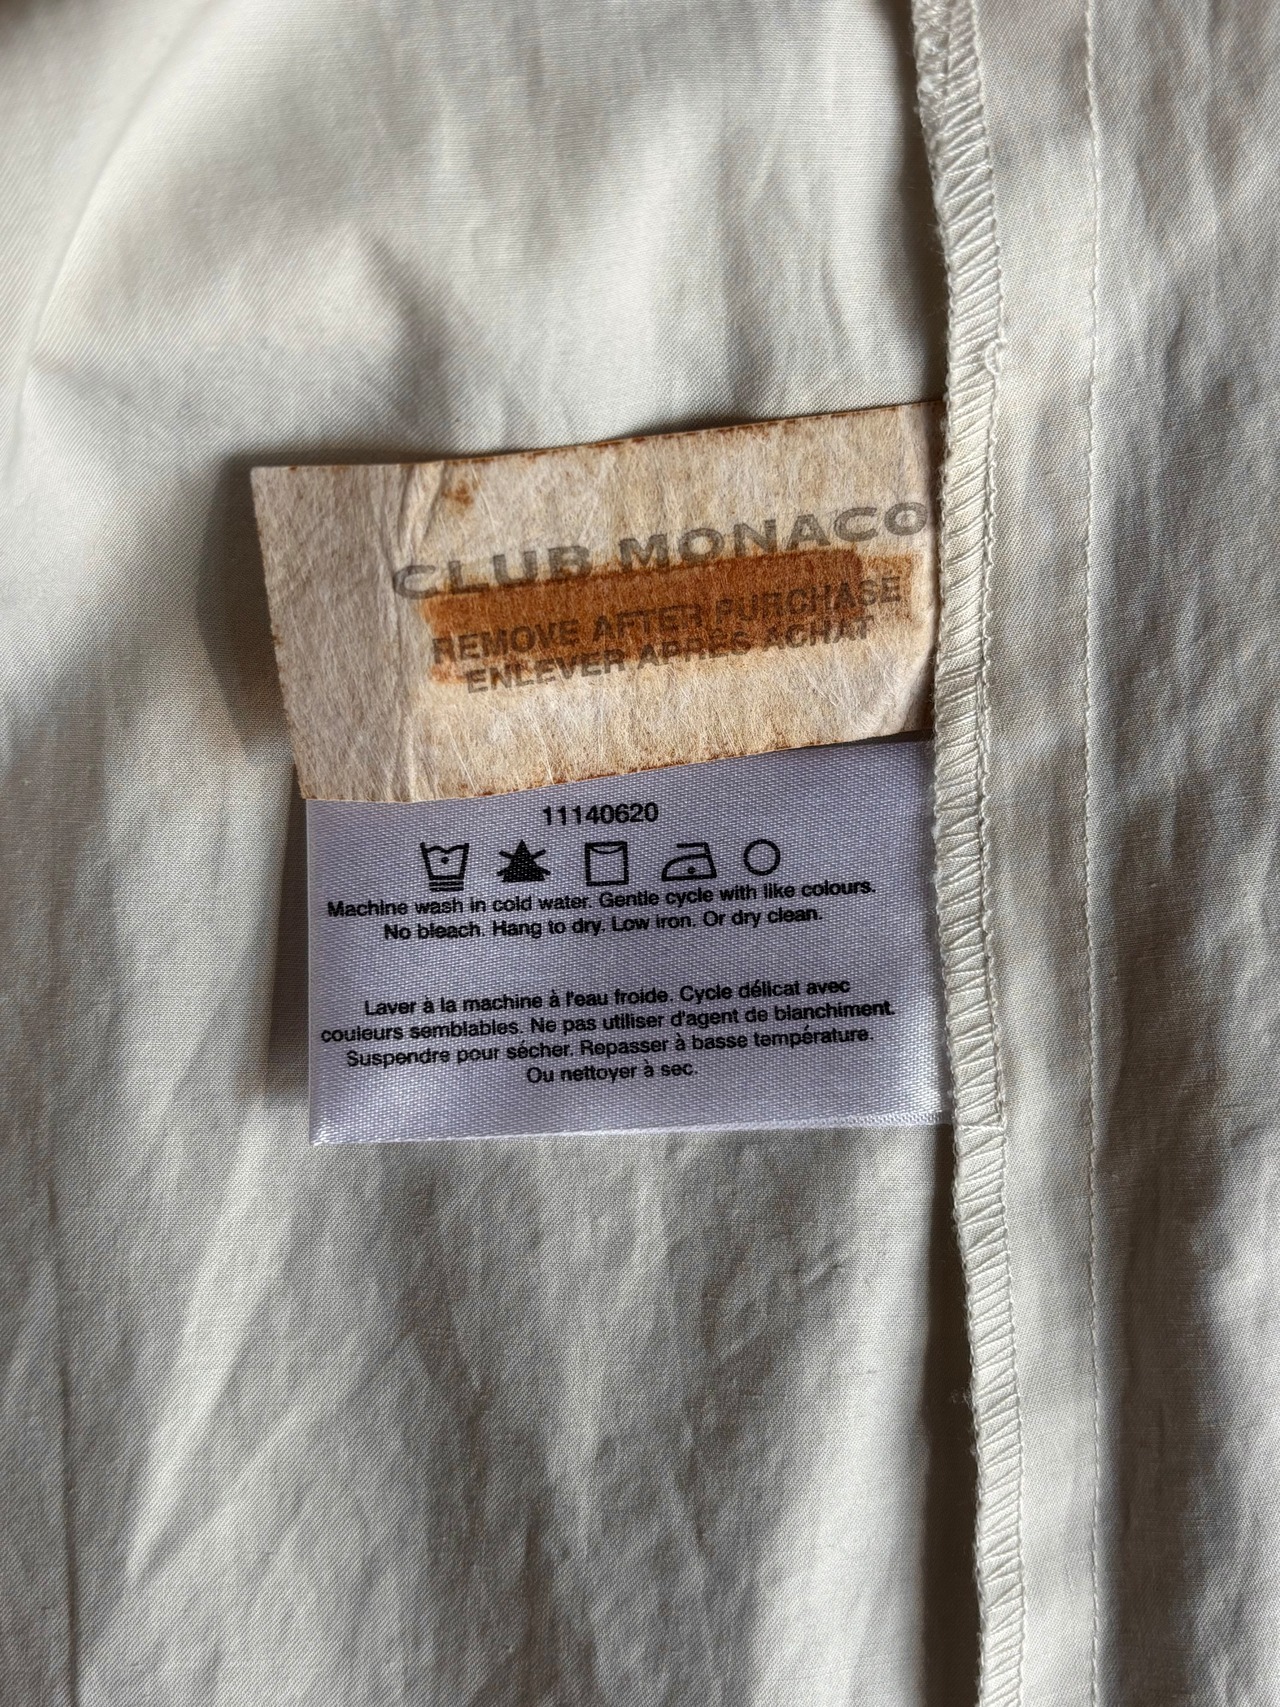 CLUB MONACO
REMOVE AFTER PURCHASE
ENLEVER APRÈS ACHAT
11140620
Machine wash in cold water. Gentle cycle with like colours.
No bleach. Hang to dry. Low iron. Or dry clean.
Laver à la machine à l'eau froide. Cycle délicat avec
couleurs semblables. Ne pas utiliser d'agent de blanchiment.
Suspendre pour sécher. Repasser à basse température.
Ou nettoyer à sec.